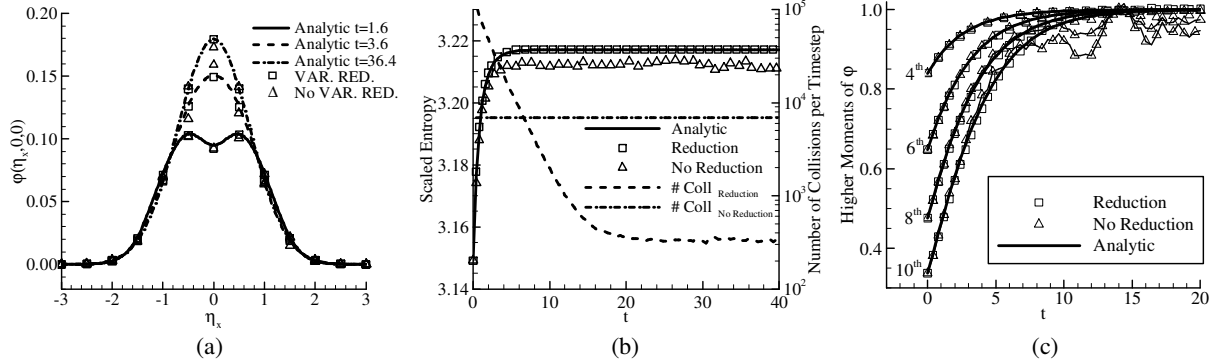 (a)
Analytic t=1.6
Analytic t=3.6
Analytic t=36.4
VAR. RED.
No VAR. RED.
φ(ηx,0,0)
0.20
0.15
0.10
0.05
0.00
-3 -2 -1 0 1 2 3
ηx
(a)
(b)
Scaled Entropy
3.22
3.20
3.18
3.16
3.14
Analytic
Reduction
No Reduction
# Coll Reduction
# Coll No Reduction
10^5
10^4
10^3
10^2
Number of Collisions per Timestep
0 10 20 30 40
t
(b)
(c)
Higher Moments of φ
1.0
0.8
0.6
0.4
4th
6th
8th
10th
Reduction
No Reduction
Analytic
0 5 10 15 20
t
(c)